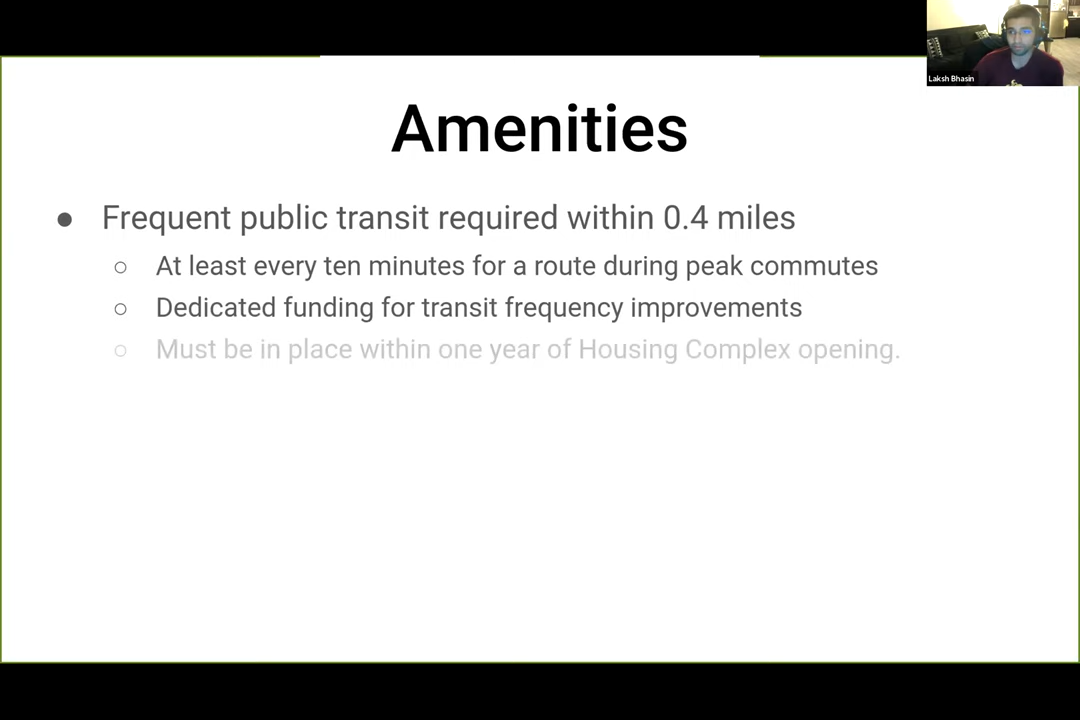 Laksh Bhasin
Amenities
● Frequent public transit required within 0.4 miles
○ At least every ten minutes for a route during peak commutes
○ Dedicated funding for transit frequency improvements
○ Must be in place within one year of Housing Complex opening.